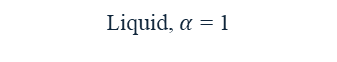 Liquid, α = 1